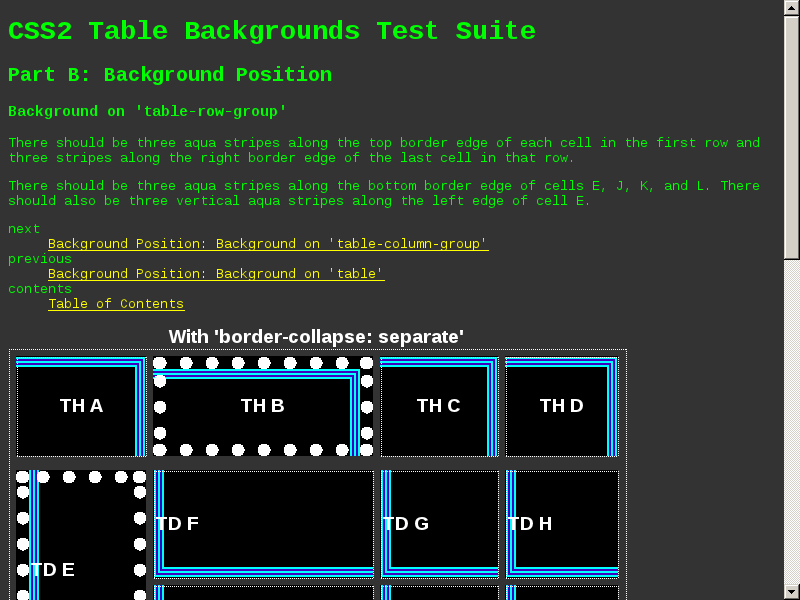 CSS2 Table Backgrounds Test Suite
Part B: Background Position
Background on 'table-row-group'
There should be three aqua stripes along the top border edge of each cell in the first row and
three stripes along the right border edge of the last cell in that row.
There should be three aqua stripes along the bottom border edge of cells E, J, K, and L. There
should also be three vertical aqua stripes along the left edge of cell E.
next
Background Position: Background on 'table-column-group'
previous
Background Position: Background on 'table'
contents
Table of Contents
With 'border-collapse: separate'
TH A
TH B
TH C
TH D
TD F
TD G
TD H
TD E